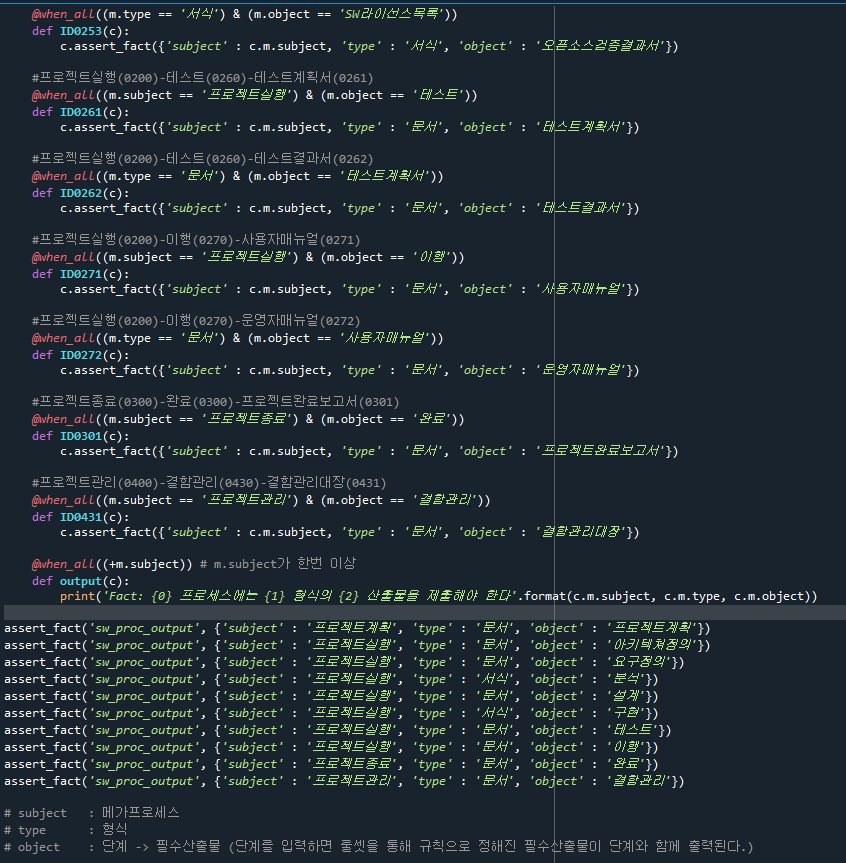 @when_all((m.type == '서식') & (m.object == 'SW라이선스목록'))
def ID0253(c):
c.assert_fact({'subject' : c.m.subject, 'type' : '서식', 'object' : '오픈소스검증결과서'})
#프로젝트실행(0200)-테스트(0260)-테스트계획서(0261)
@when_all((m.subject == '프로젝트실행') & (m.object == '테스트'))
def ID0261(c):
c.assert_fact({'subject' : c.m.subject, 'type' : '문서', 'object' : '테스트계획서'})
#프로젝트실행(0200)-테스트(0260)-테스트결과서(0262)
@when_all((m.type == '문서') & (m.object == '테스트계획서'))
def ID0262(c):
c.assert_fact({'subject' : c.m.subject, 'type' : '문서', 'object' : '테스트결과서'})
#프로젝트실행(0200)-이행(0270)-사용자매뉴얼(0271)
@when_all((m.subject == '프로젝트실행') & (m.object == '이행'))
def ID0271(c):
c.assert_fact({'subject' : c.m.subject, 'type' : '문서', 'object' : '사용자매뉴얼'})
#프로젝트실행(0200)-이행(0270)-운영자매뉴얼(0272)
@when_all((m.type == '문서') & (m.object == '사용자매뉴얼'))
def ID0272(c):
c.assert_fact({'subject' : c.m.subject, 'type' : '문서', 'object' : '운영자매뉴얼'})
#프로젝트종료(0300)-완료(0300)-프로젝트완료보고서(0301)
@when_all((m.subject == '프로젝트종료') & (m.object == '완료'))
def ID0301(c):
c.assert_fact({'subject' : c.m.subject, 'type' : '문서', 'object' : '프로젝트완료보고서'})
#프로젝트관리(0400)-결함관리(0430)-결함관리대장(0431)
@when_all((m.subject == '프로젝트관리') & (m.object == '결함관리'))
def ID0431(c):
c.assert_fact({'subject' : c.m.subject, 'type' : '문서', 'object' : '결함관리대장'})
@when_all((+m.subject)) # m.subject가 한번 이상
def output(c):
print('Fact: {0} 프로세스에는 {1} 형식의 {2} 산출물을 제출해야 한다'.format(c.m.subject, c.m.type, c.m.object))
assert_fact('sw_proc_output', {'subject' : '프로젝트계획', 'type' : '문서', 'object' : '프로젝트계획'})
assert_fact('sw_proc_output', {'subject' : '프로젝트실행', 'type' : '문서', 'object' : '아키텍쳐정의'})
assert_fact('sw_proc_output', {'subject' : '프로젝트실행', 'type' : '문서', 'object' : '요구정의'})
assert_fact('sw_proc_output', {'subject' : '프로젝트실행', 'type' : '서식', 'object' : '분석'})
assert_fact('sw_proc_output', {'subject' : '프로젝트실행', 'type' : '문서', 'object' : '설계'})
assert_fact('sw_proc_output', {'subject' : '프로젝트실행', 'type' : '서식', 'object' : '구현'})
assert_fact('sw_proc_output', {'subject' : '프로젝트실행', 'type' : '문서', 'object' : '테스트'})
assert_fact('sw_proc_output', {'subject' : '프로젝트실행', 'type' : '문서', 'object' : '이행'})
assert_fact('sw_proc_output', {'subject' : '프로젝트종료', 'type' : '문서', 'object' : '완료'})
assert_fact('sw_proc_output', {'subject' : '프로젝트관리', 'type' : '문서', 'object' : '결함관리'})
# subject : 메가프로세스
# type : 형식
# object : 단계 -> 필수산출물 (단계를 입력하면 룰셋을 통해 규칙으로 정해진 필수산출물이 단계와 함께 출력된다.)